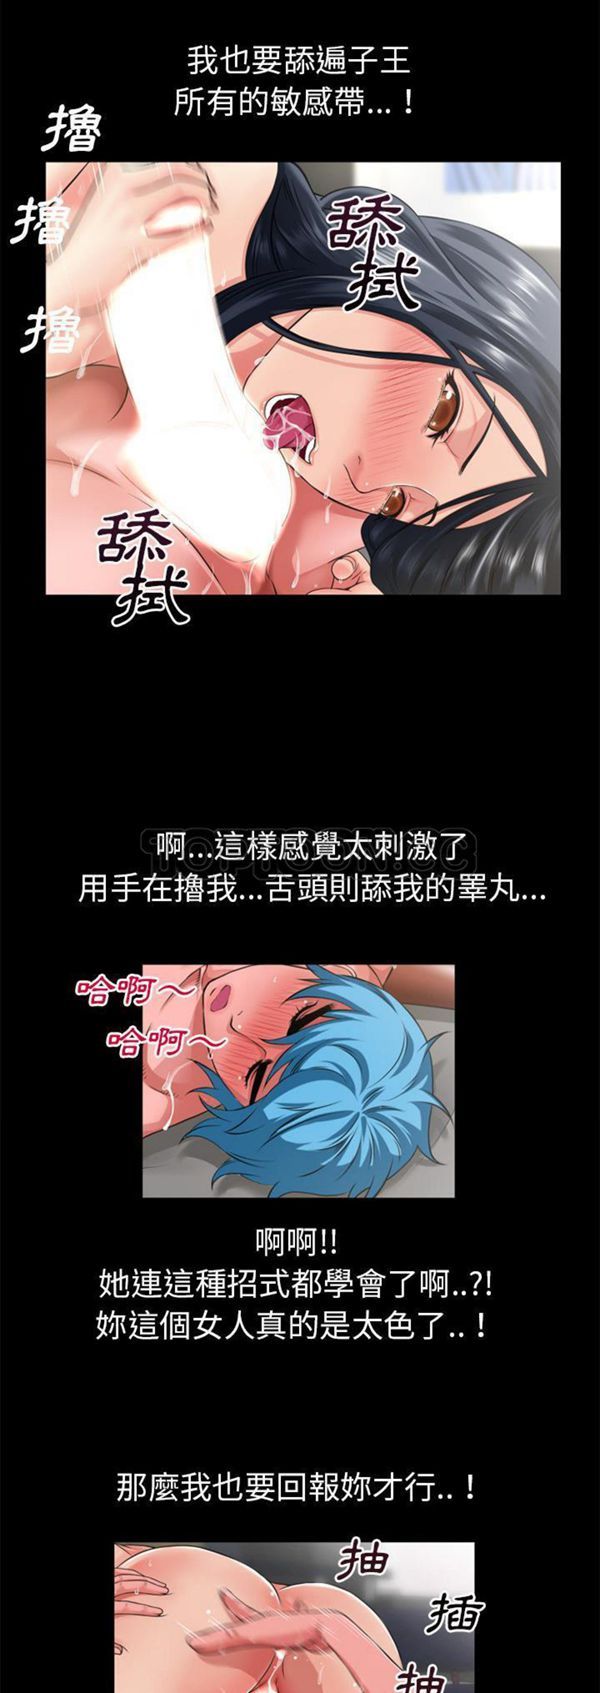 我也要舔遍子王
所有的敏感帶...！
擼
擼
擼
舔
拭
舔
拭
啊...這樣感覺太刺激了
用手在擼我...舌頭則舔我的睪丸...
TOPTOON.CC
哈啊～
哈啊～
啊啊!!
她連這種招式都學會了啊..?!
妳這個女人真的是太色了..！
那麼我也要回報妳才行..！
抽
插
抽